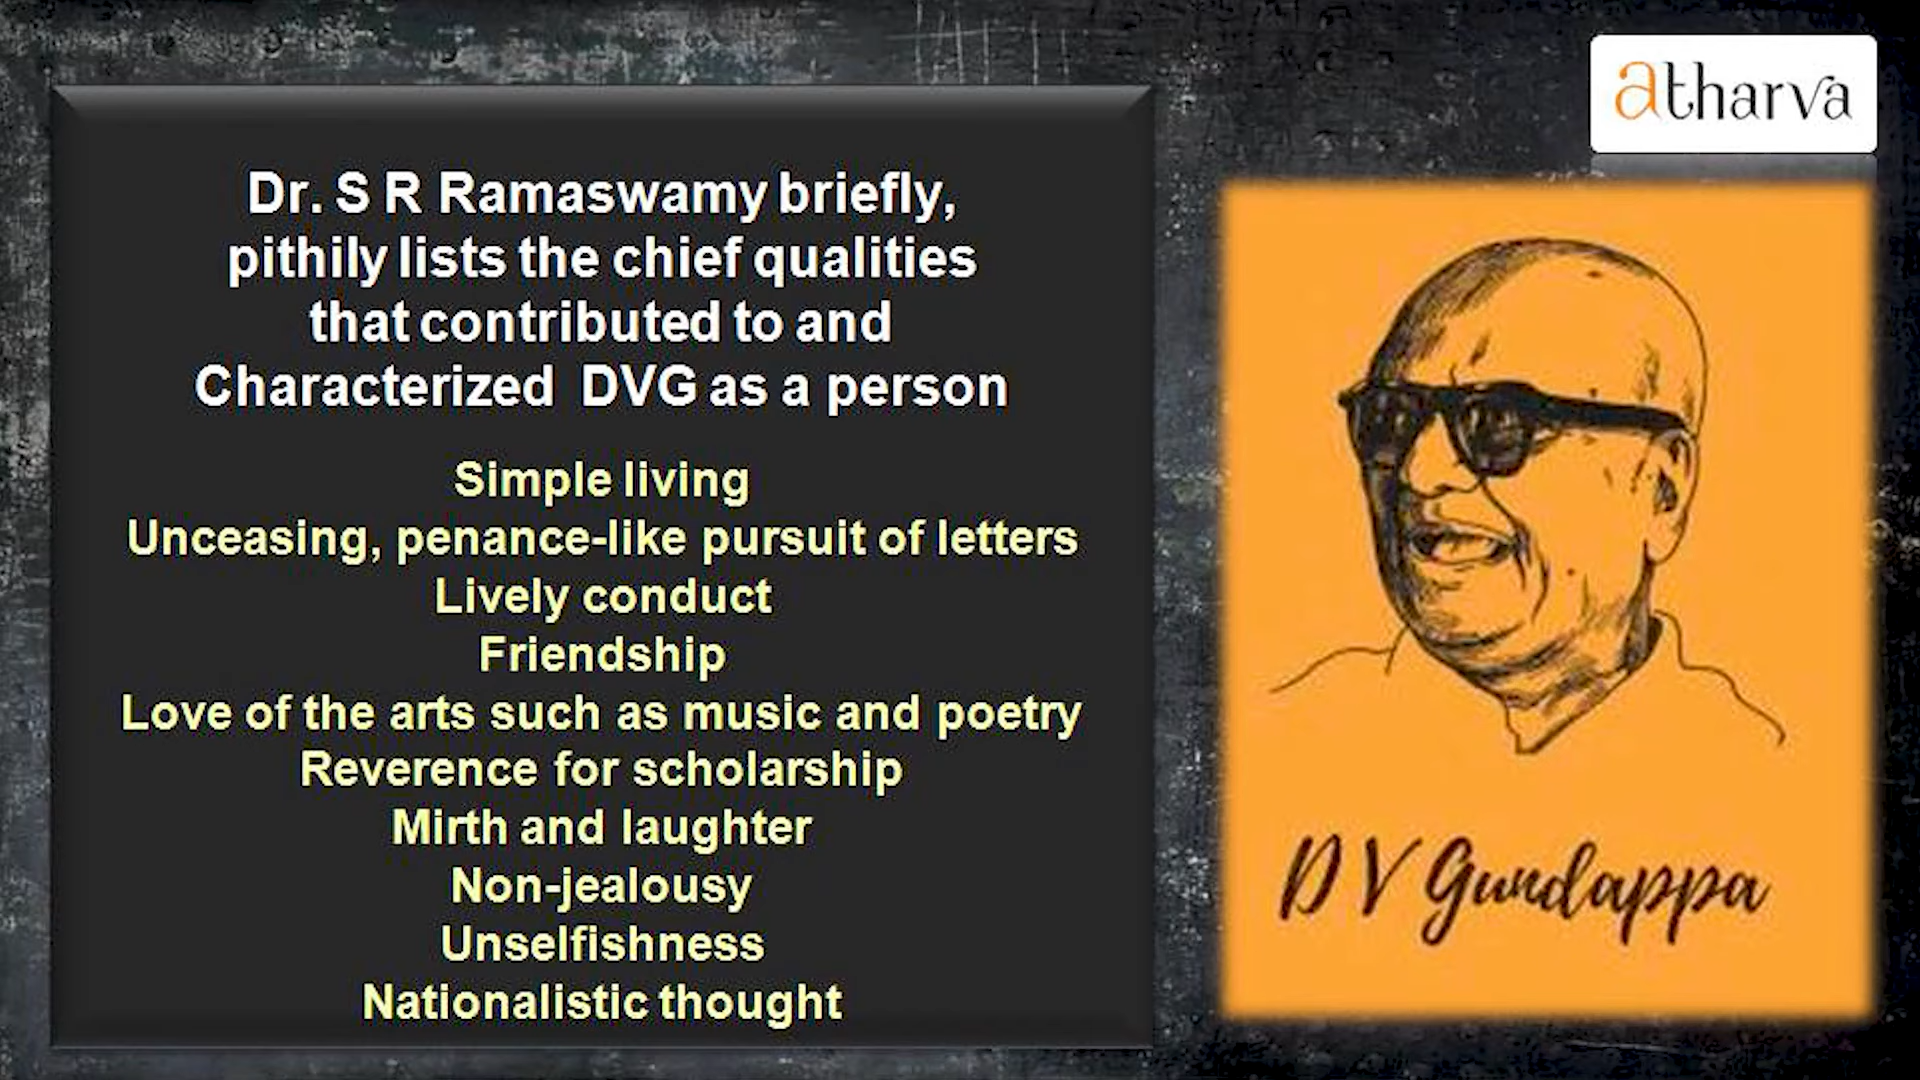 atharva
Dr. S R Ramaswamy briefly,
pithily lists the chief qualities
that contributed to and
Characterized DVG as a person
Simple living
Unceasing, penance-like pursuit of letters
Lively conduct
Friendship
Love of the arts such as music and poetry
Reverence for scholarship
Mirth and laughter
Non-jealousy
Unselfishness
Nationalistic thought
D V Gundappa